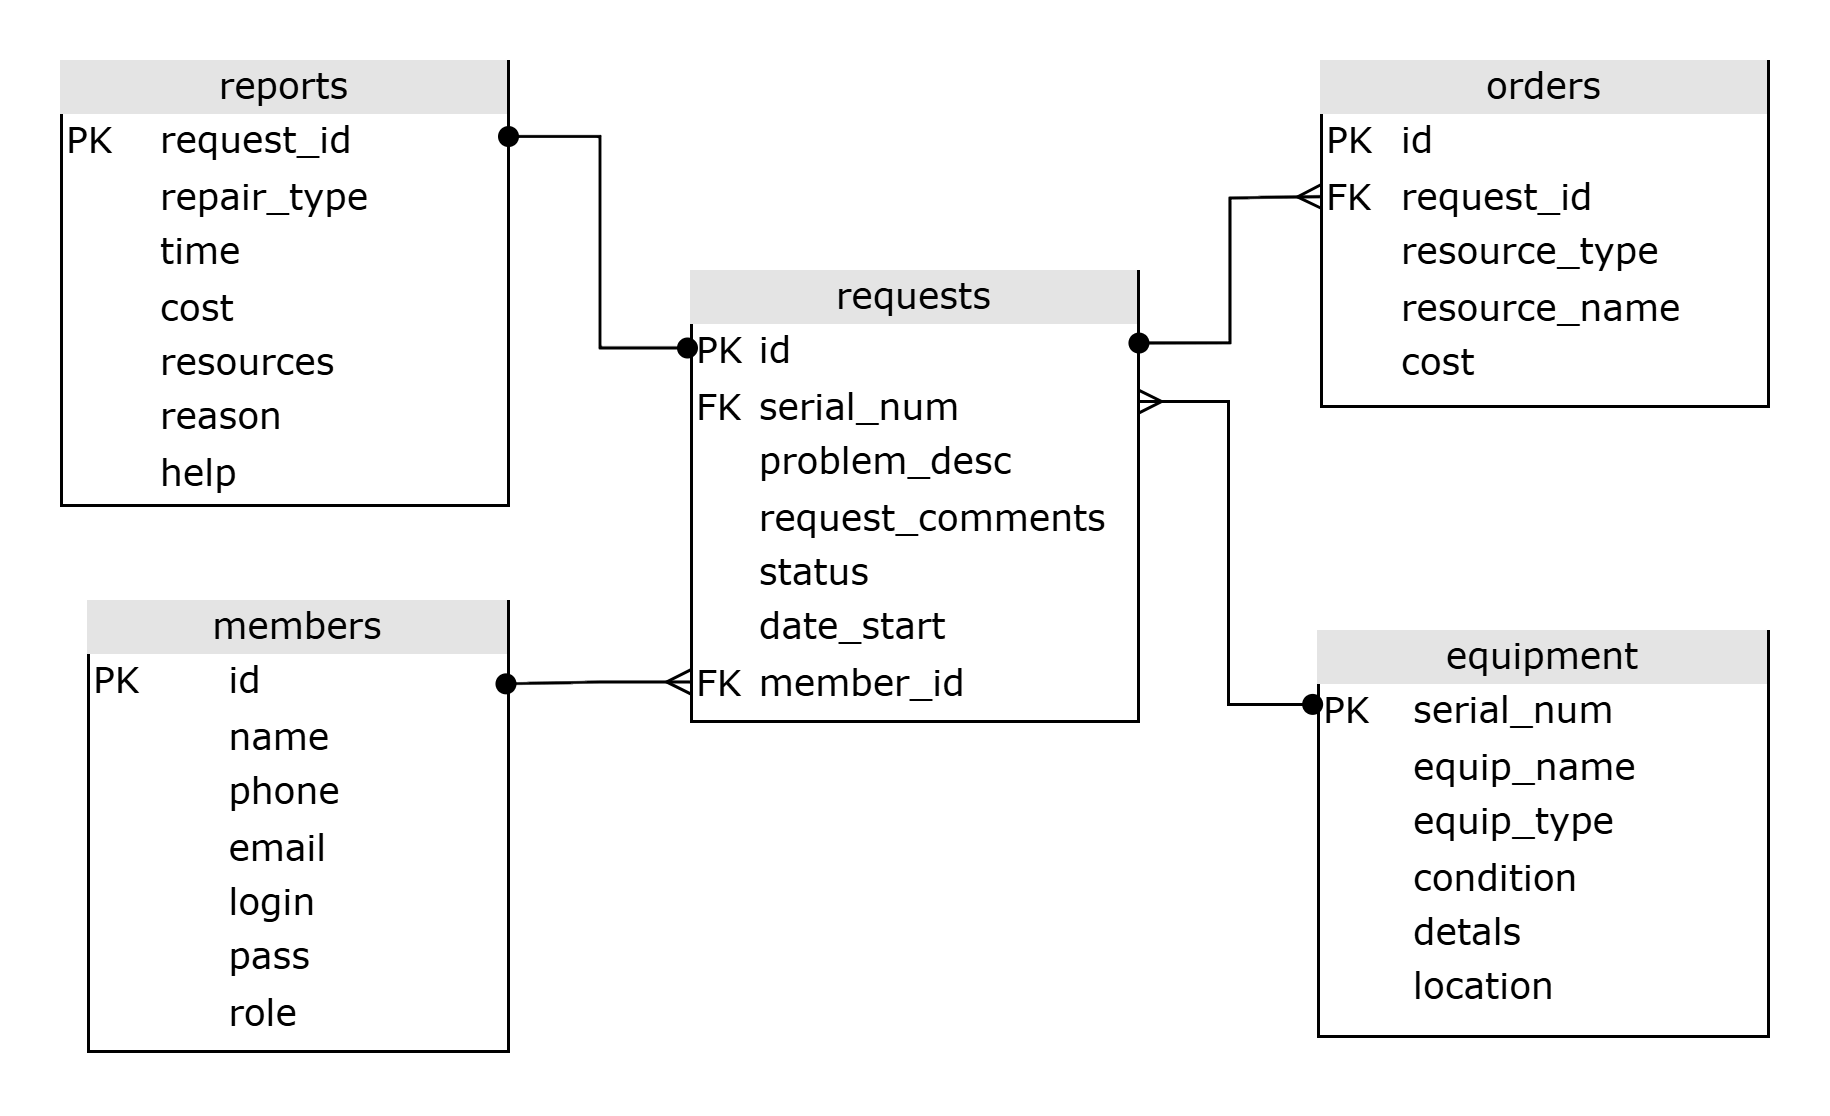 reports
PK request_id
repair_type
time
cost
resources
reason
help
orders
PK id
FK request_id
resource_type
resource_name
cost
requests
PK id
FK serial_num
problem_desc
request_comments
status
date_start
FK member_id
members
PK id
name
phone
email
login
pass
role
equipment
PK serial_num
equip_name
equip_type
condition
detals
location